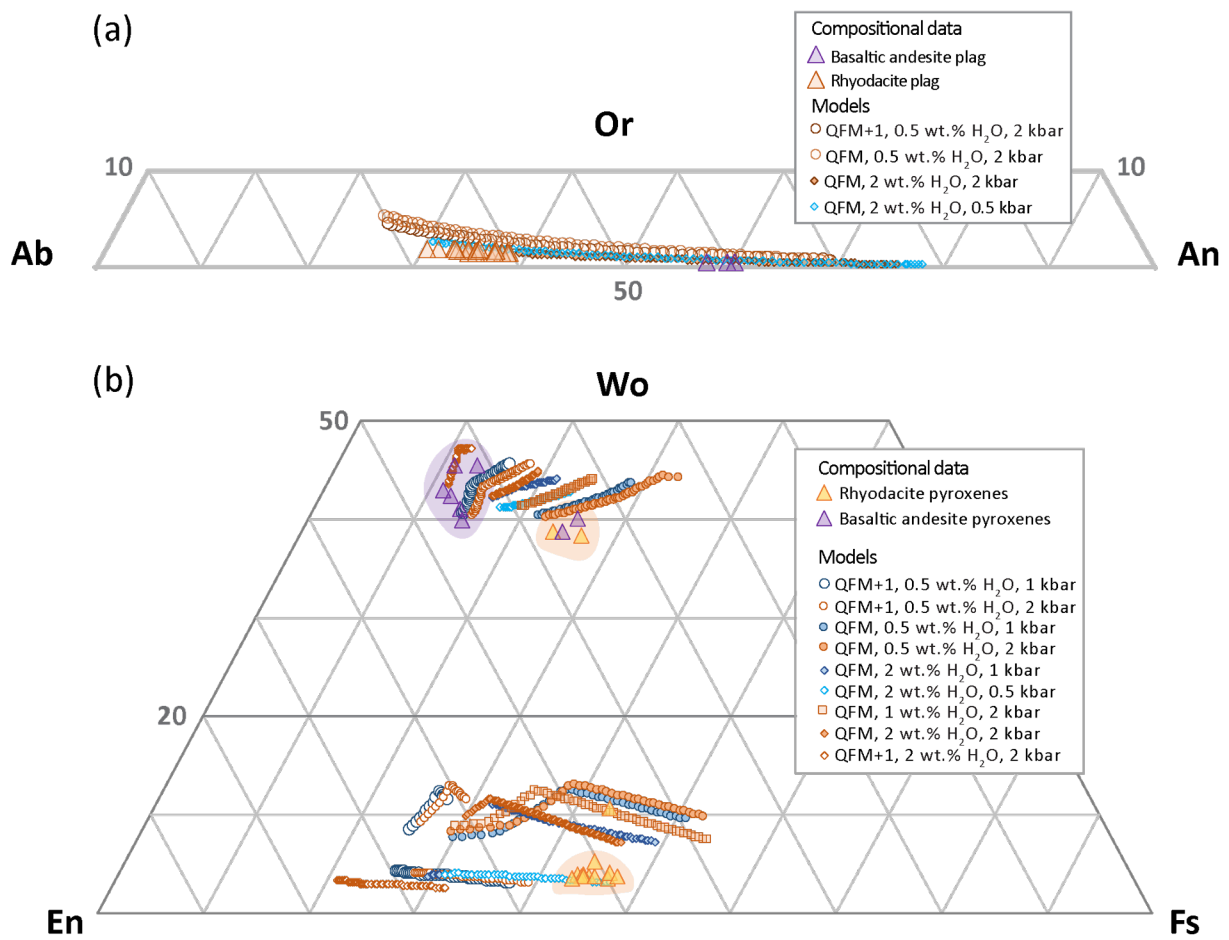 (a)
Compositional data
Basaltic andesite plag
Rhyodacite plag
Models
QFM+1, 0.5 wt.% H₂O, 2 kbar
QFM, 0.5 wt.% H₂O, 2 kbar
QFM, 2 wt.% H₂O, 2 kbar
QFM, 2 wt.% H₂O, 0.5 kbar
Or
10
10
Ab
An
50
(b)
Wo
50
Compositional data
Rhyodacite pyroxenes
Basaltic andesite pyroxenes
Models
QFM+1, 0.5 wt.% H₂O, 1 kbar
QFM+1, 0.5 wt.% H₂O, 2 kbar
QFM, 0.5 wt.% H₂O, 1 kbar
QFM, 0.5 wt.% H₂O, 2 kbar
QFM, 2 wt.% H₂O, 1 kbar
QFM, 2 wt.% H₂O, 0.5 kbar
QFM, 1 wt.% H₂O, 2 kbar
QFM, 2 wt.% H₂O, 2 kbar
QFM+1, 2 wt.% H₂O, 2 kbar
20
En
Fs